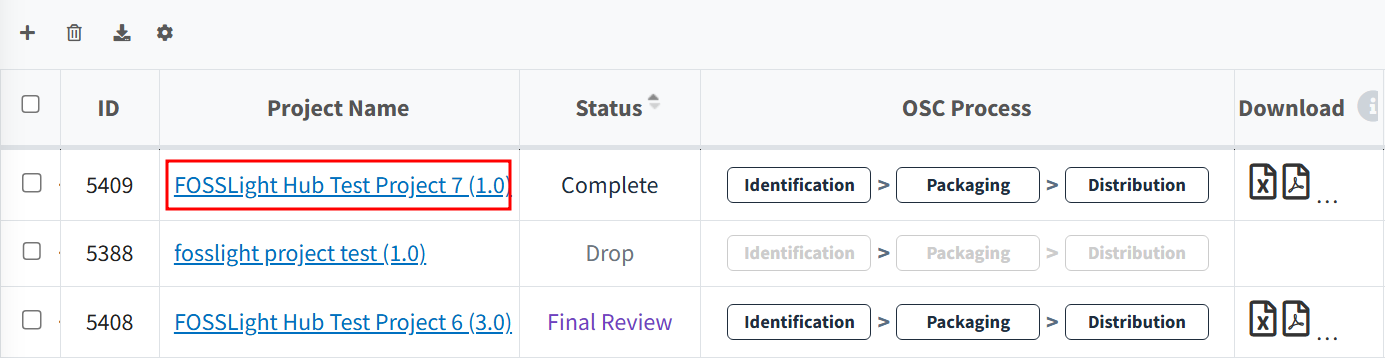 ID Project Name Status OSC Process Download i
5409 FOSSLight Hub Test Project 7 (1.0) Complete Identification > Packaging > Distribution X ...
5388 fosslight project test (1.0) Drop Identification > Packaging > Distribution
5408 FOSSLight Hub Test Project 6 (3.0) Final Review Identification > Packaging > Distribution X ...